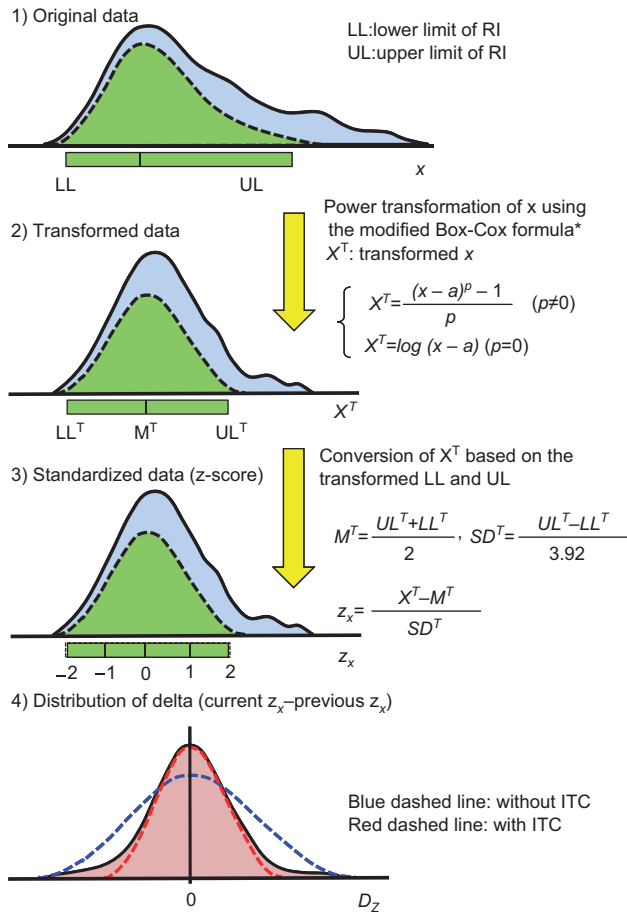 1) Original data
LL:lower limit of RI
UL:upper limit of RI
LL UL x
Power transformation of x using
the modified Box-Cox formula*
X^T: transformed x
2) Transformed data
X^T=(x – a)^p – 1 / p (p≠0)
X^T=log (x – a) (p=0)
LL^T M^T UL^T X^T
Conversion of X^T based on the
transformed LL and UL
3) Standardized data (z-score)
M^T=UL^T+LL^T / 2 , SD^T=UL^T–LL^T / 3.92
z_x= X^T–M^T / SD^T
–2 –1 0 1 2 z_x
4) Distribution of delta (current z_x–previous z_x)
Blue dashed line: without ITC
Red dashed line: with ITC
0 D_Z